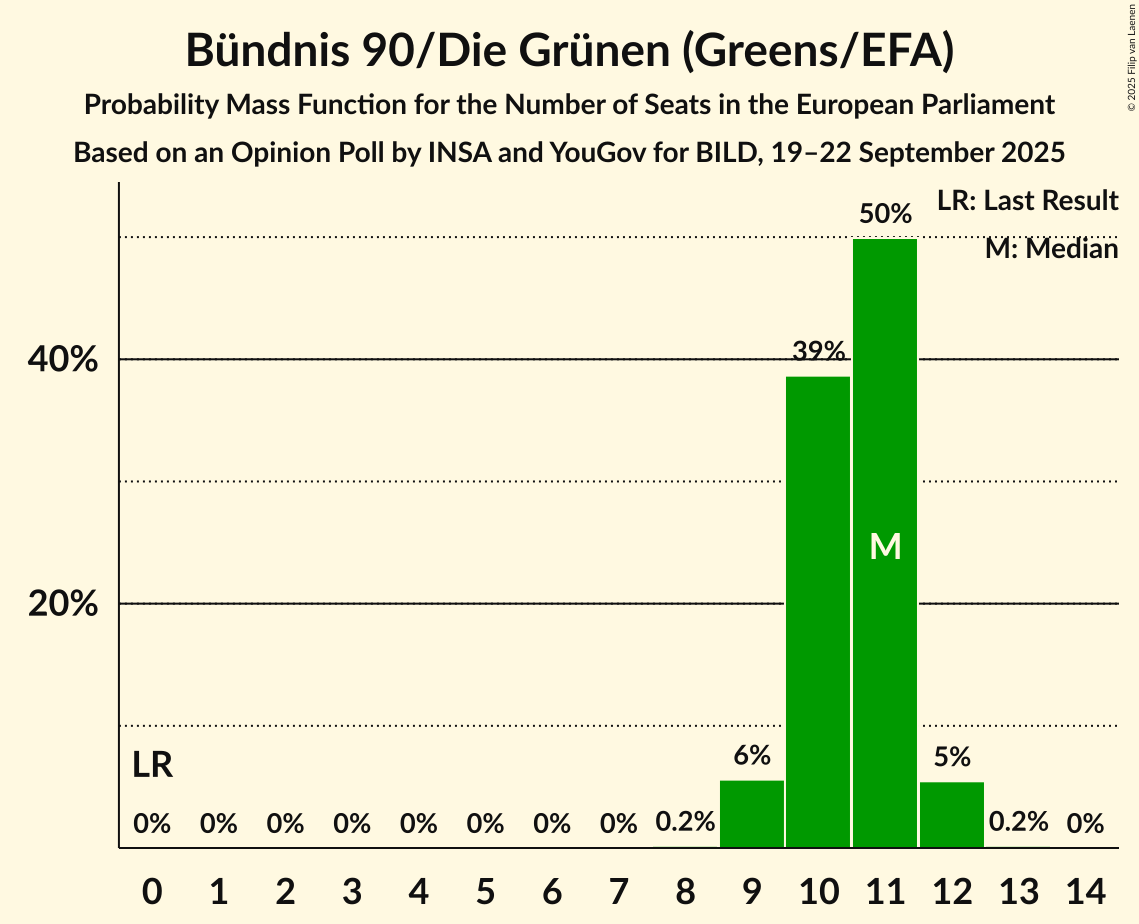 Bündnis 90/Die Grünen (Greens/EFA)
Probability Mass Function for the Number of Seats in the European Parliament
Based on an Opinion Poll by INSA and YouGov for BILD, 19–22 September 2025
© 2025 Filip van Laenen
LR: Last Result
M: Median
50%
40%
39%
M
20%
LR
6%
5%
0% 0% 0% 0% 0% 0% 0% 0% 0.2% 0.2% 0%
0 1 2 3 4 5 6 7 8 9 10 11 12 13 14